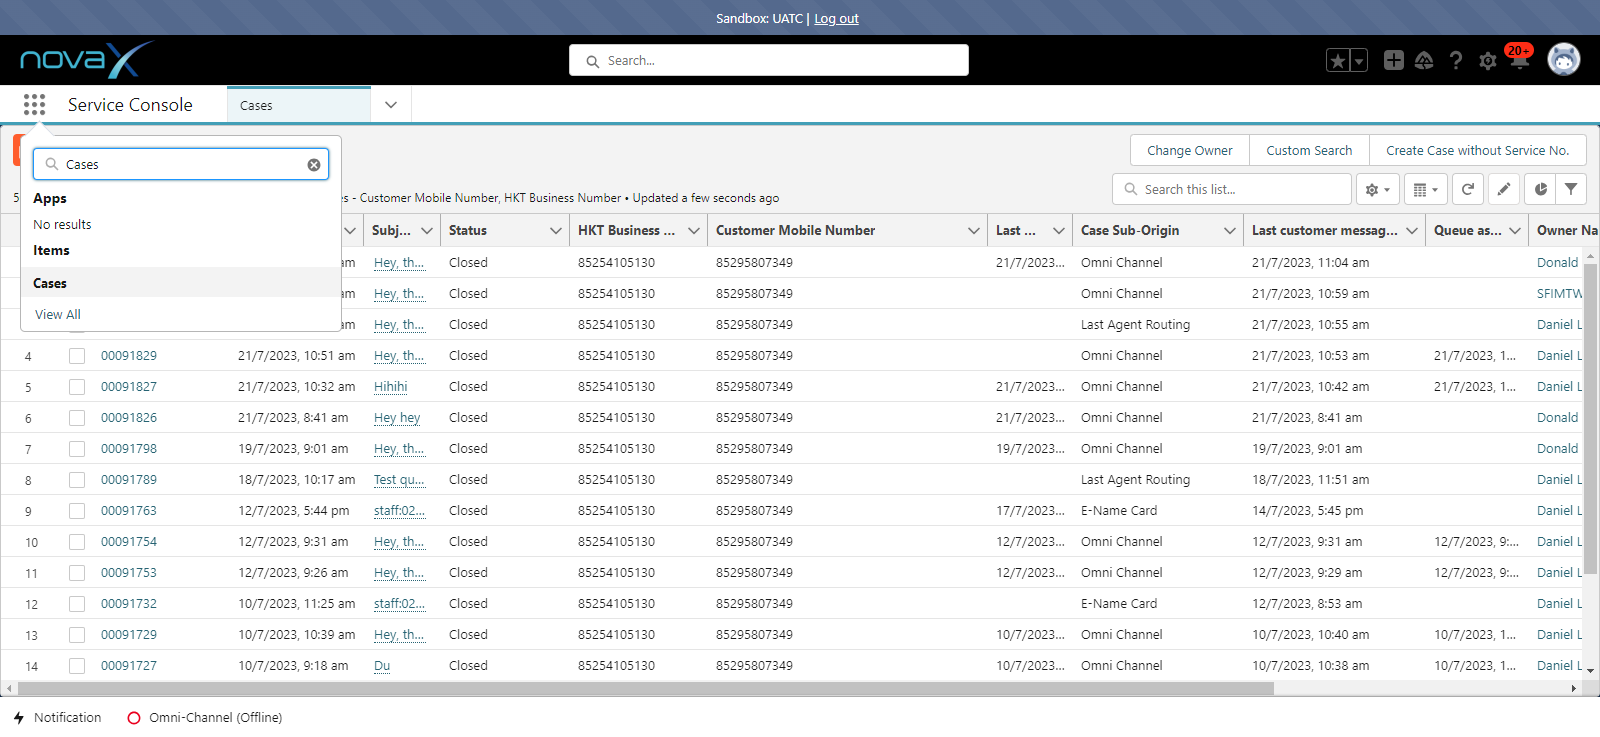 Sandbox: UATC | Log out
novaX
Search...
20+
Service Console
Cases
Cases
Apps
No results
Items
Cases
View All
Change Owner
Custom Search
Create Case without Service No.
5
s - Customer Mobile Number, HKT Business Number • Updated a few seconds ago
Search this list...
Subj... Status HKT Business ... Customer Mobile Number Last ... Case Sub-Origin Last customer messag... Queue as... Owner Na
am Hey, th... Closed 85254105130 85295807349 21/7/2023... Omni Channel 21/7/2023, 11:04 am Donald
am Hey, th... Closed 85254105130 85295807349 Omni Channel 21/7/2023, 10:59 am SFIMTW
am Hey, th... Closed 85254105130 85295807349 Last Agent Routing 21/7/2023, 10:55 am Daniel L
4 00091829 21/7/2023, 10:51 am Hey, th... Closed 85254105130 85295807349 Omni Channel 21/7/2023, 10:53 am 21/7/2023, 1... Daniel L
5 00091827 21/7/2023, 10:32 am Hihihi Closed 85254105130 85295807349 21/7/2023... Omni Channel 21/7/2023, 10:42 am 21/7/2023, 1... Daniel L
6 00091826 21/7/2023, 8:41 am Hey hey Closed 85254105130 85295807349 21/7/2023... Omni Channel 21/7/2023, 8:41 am Donald
7 00091798 19/7/2023, 9:01 am Hey, th... Closed 85254105130 85295807349 19/7/2023... Omni Channel 19/7/2023, 9:01 am Donald
8 00091789 18/7/2023, 10:17 am Test qu... Closed 85254105130 85295807349 Last Agent Routing 18/7/2023, 11:51 am Daniel L
9 00091763 12/7/2023, 5:44 pm staff:02... Closed 85254105130 85295807349 17/7/2023... E-Name Card 14/7/2023, 5:45 pm Daniel L
10 00091754 12/7/2023, 9:31 am Hey, th... Closed 85254105130 85295807349 12/7/2023... Omni Channel 12/7/2023, 9:31 am 12/7/2023, 9:... Daniel L
11 00091753 12/7/2023, 9:26 am Hey, th... Closed 85254105130 85295807349 12/7/2023... Omni Channel 12/7/2023, 9:29 am 12/7/2023, 9:... Daniel L
12 00091732 10/7/2023, 11:25 am staff:02... Closed 85254105130 85295807349 E-Name Card 12/7/2023, 8:53 am Daniel L
13 00091729 10/7/2023, 10:39 am Hey, th... Closed 85254105130 85295807349 10/7/2023... Omni Channel 10/7/2023, 10:40 am 10/7/2023, 1... Daniel L
14 00091727 10/7/2023, 9:18 am Du Closed 85254105130 85295807349 10/7/2023... Omni Channel 10/7/2023, 10:38 am 10/7/2023, 1... Daniel L
Notification
Omni-Channel (Offline)